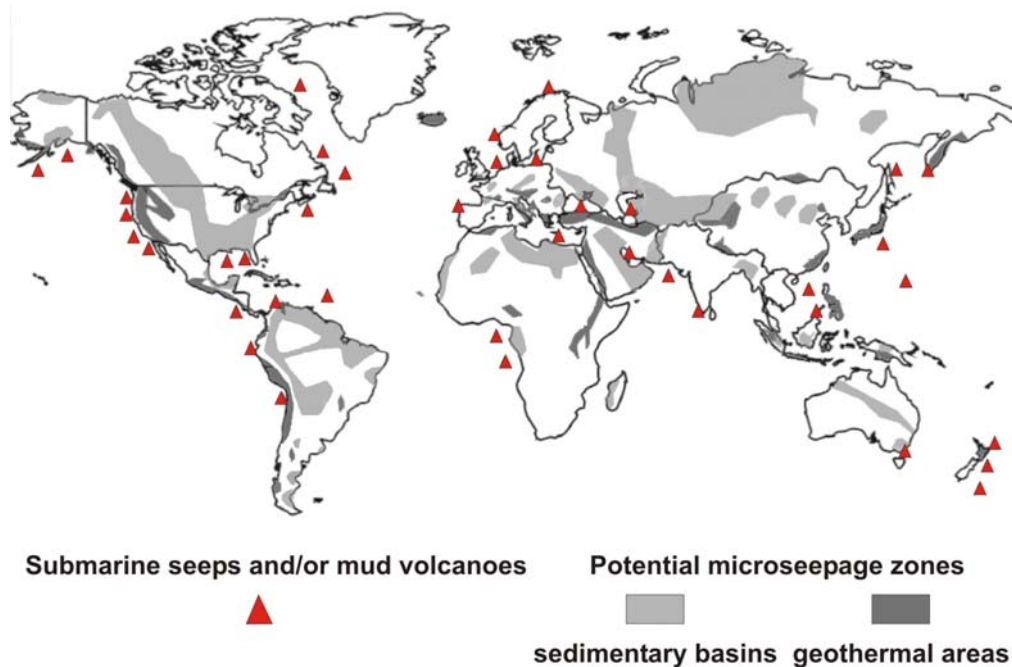 Submarine seeps and/or mud volcanoes
Potential microseepage zones
sedimentary basins
geothermal areas